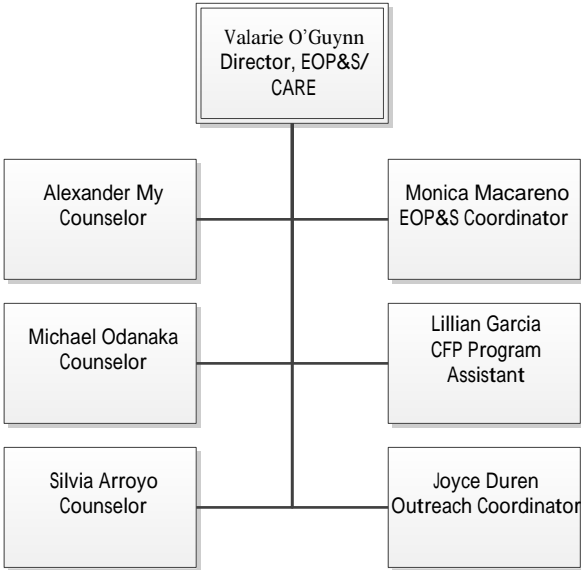 Valarie O’Guynn
Director, EOP&S/
CARE
Alexander My
Counselor
Monica Macareno
EOP&S Coordinator
Michael Odanaka
Counselor
Lillian Garcia
CFP Program
Assistant
Silvia Arroyo
Counselor
Joyce Duren
Outreach Coordinator